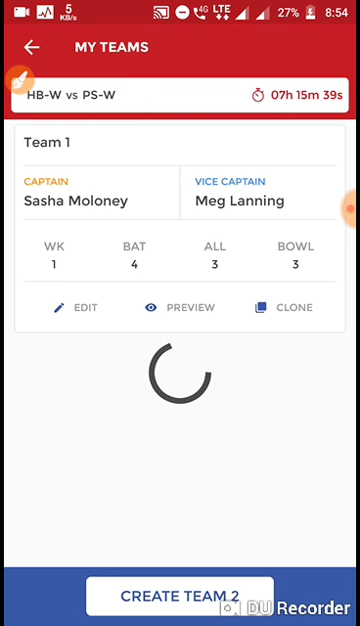 5 KB/s 4G LTE 27% 8:54
MY TEAMS
HB-W vs PS-W 07h 15m 39s
Team 1
CAPTAIN VICE CAPTAIN
Sasha Moloney Meg Lanning
WK BAT ALL BOWL
1 4 3 3
EDIT PREVIEW CLONE
CREATE TEAM 2
DU Recorder